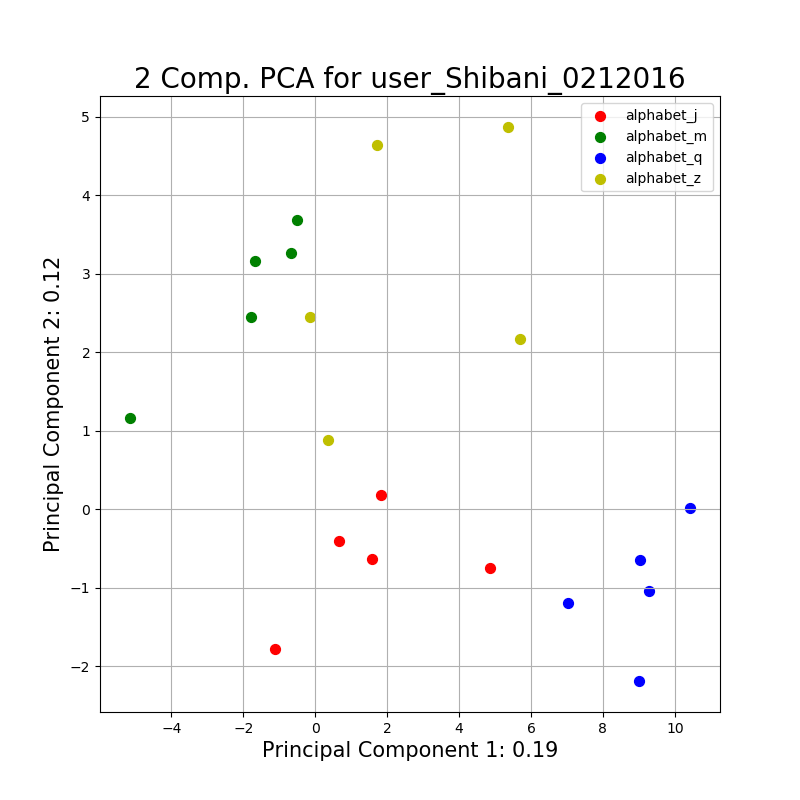 2 Comp. PCA for user_Shibani_0212016
alphabet_j
alphabet_m
alphabet_q
alphabet_z
Principal Component 2: 0.12
5
4
3
2
1
0
−1
−2
−4
−2
0
2
4
6
8
10
Principal Component 1: 0.19